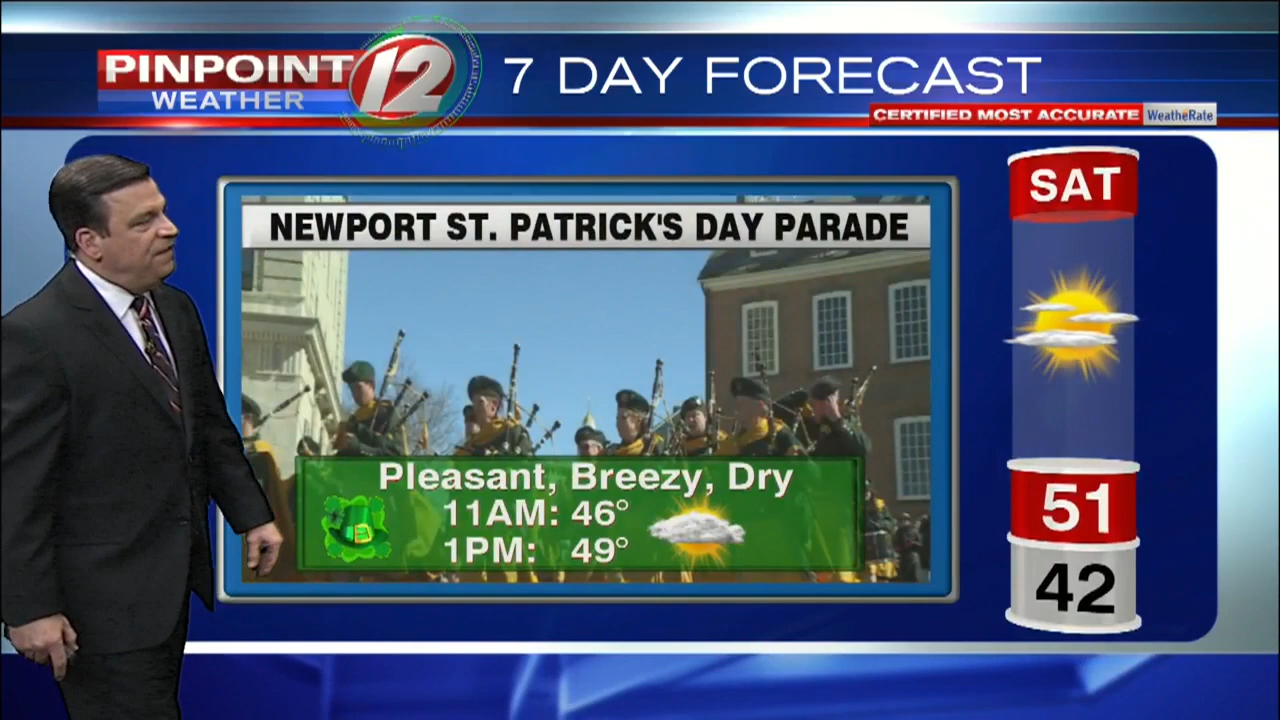 PINPOINT 12
WEATHER
7 DAY FORECAST
CERTIFIED MOST ACCURATE WeatheRate
SAT
NEWPORT ST. PATRICK'S DAY PARADE
Pleasant, Breezy, Dry
11AM: 46°
1PM: 49°
51
42